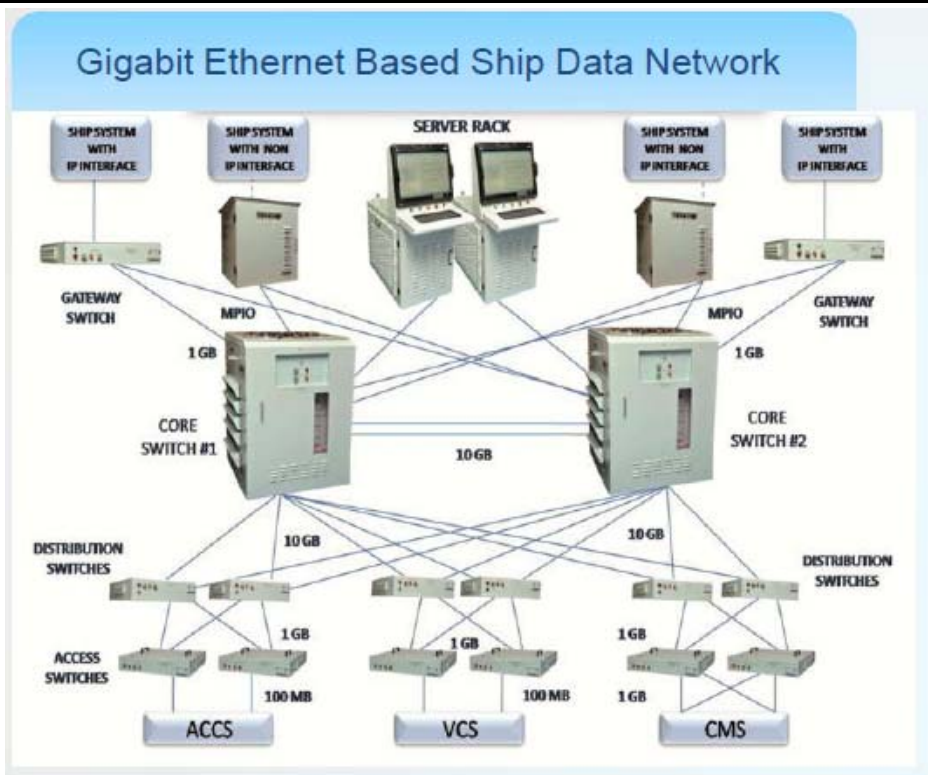 Gigabit Ethernet Based Ship Data Network
SHIP SYSTEM
WITH
IP INTERFACE
SHIP SYSTEM
WITH NON
IP INTERFACE
SERVER RACK
SHIP SYSTEM
WITH NON
IP INTERFACE
SHIP SYSTEM
WITH
IP INTERFACE
GATEWAY
SWITCH
MPIO
MPIO
GATEWAY
SWITCH
1 GB
1 GB
CORE
SWITCH #1
10 GB
CORE
SWITCH #2
10 GB
10 GB
DISTRIBUTION
SWITCHES
DISTRIBUTION
SWITCHES
1 GB
1 GB
1 GB
ACCESS
SWITCHES
100 MB
100 MB
1 GB
ACCS
VCS
CMS